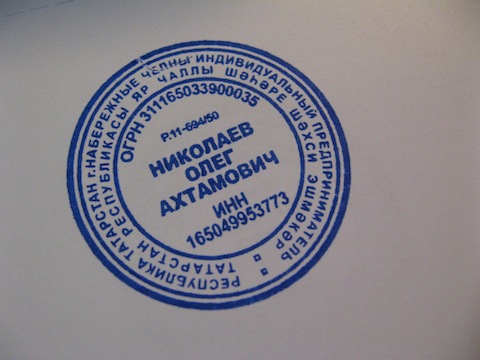 РЕСПУБЛИКА ТАТАРСТАН г.НАБЕРЕЖНЫЕ ЧЕЛНЫ ИНДИВИДУАЛЬНЫЙ ПРЕДПРИНИМАТЕЛЬ
ТАТАРСТАН РЕСПУБЛИКАСЫ ЯР ЧАЛЛЫ ШӘҺӘРЕ ШӘХСИ ЭШМӘКӘР
ОГРН 311165033900035
Р.11-694/50
НИКОЛАЕВ
ОЛЕГ
АХТАМОВИЧ
ИНН
165049953773